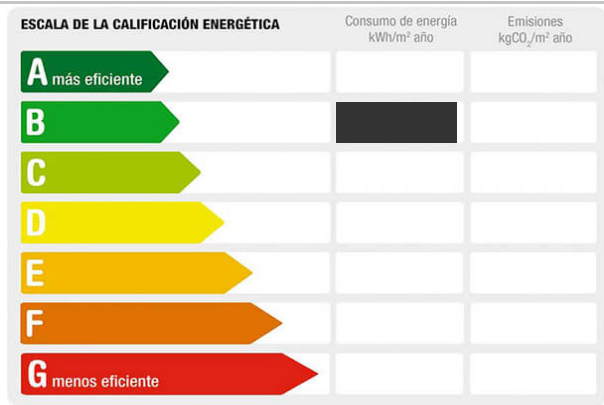 ESCALA DE LA CALIFICACIÓN ENERGÉTICA
Consumo de energía
kWh/m² año
Emisiones
kgCO₂/m² año
A más eficiente
B
C
D
E
F
G menos eficiente